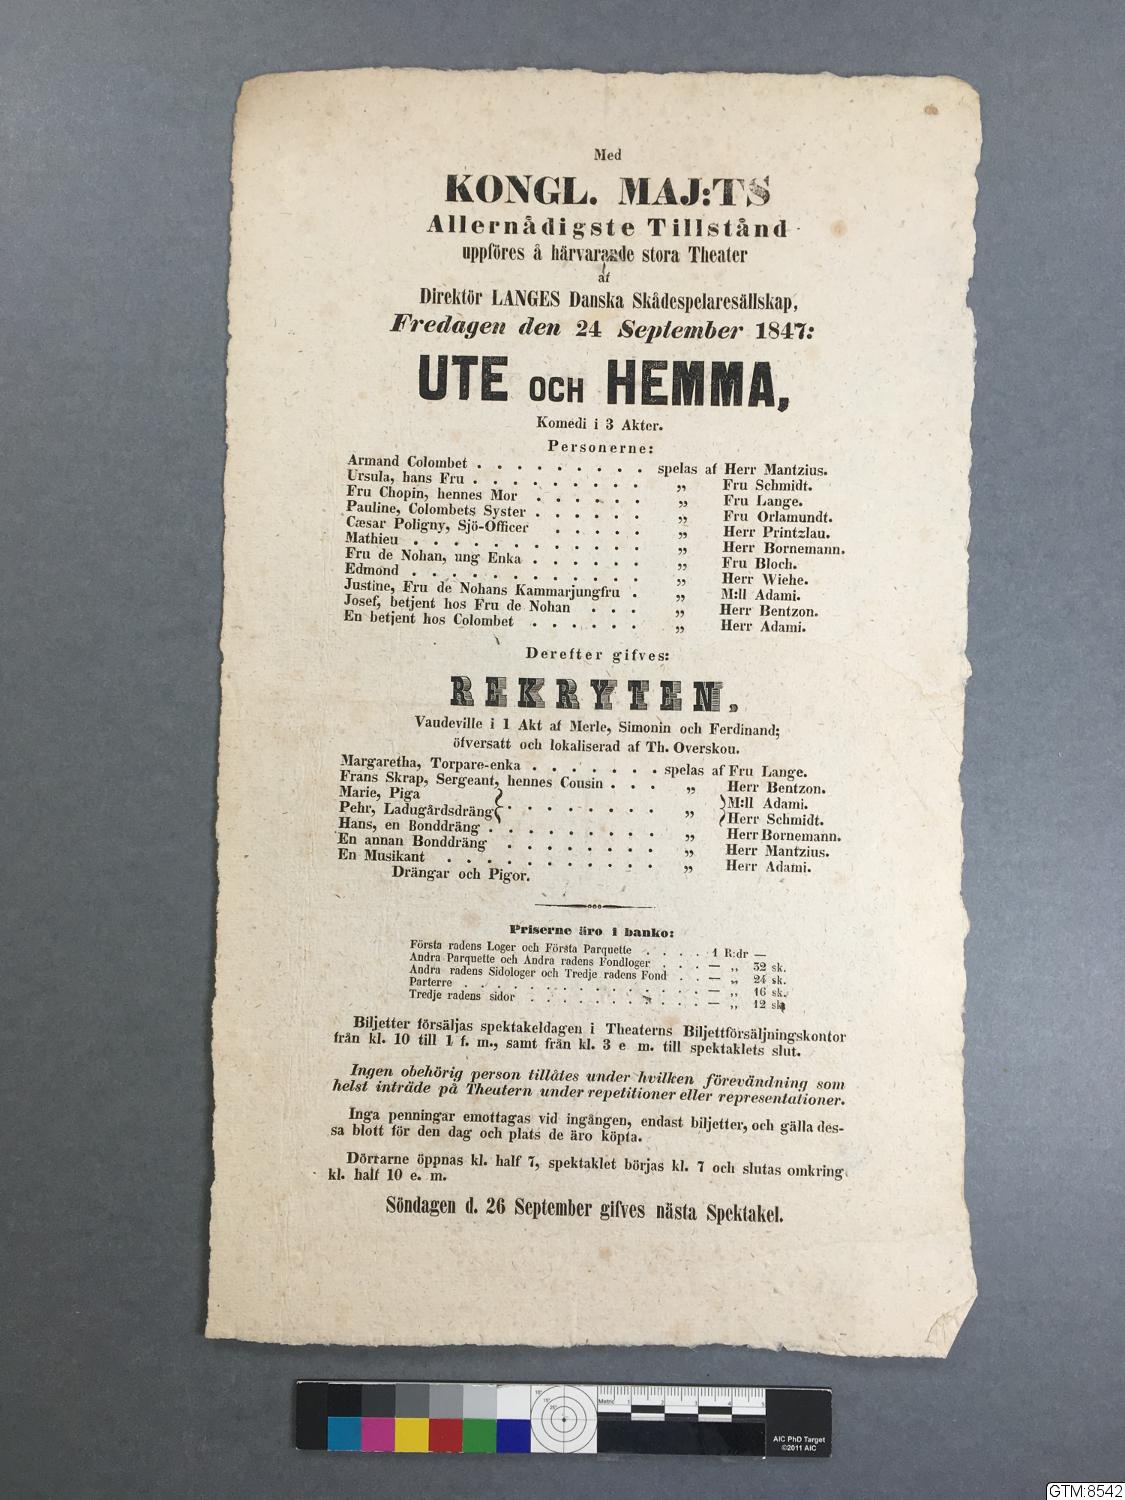 Med
KONGL. MAJ:TS
Allernådigste Tillstånd
uppföres å härvarande stora Theater
af
Direktör LANGES Danska Skådespelaresällskap,
Fredagen den 24 September 1847:
UTE OCH HEMMA,
Komedi i 3 Akter.
Personerne:
Armand Colombet . . . . . . . . . spelas af Herr Mantzius.
Ursula, hans Fru . . . . . . . . . „ Fru Schmidt.
Fru Chopin, hennes Mor . . . . . . „ Fru Lange.
Pauline, Colombets Syster . . . . . . „ Fru Orlamundt.
Cæsar Poligny, Sjö-Officer . . . . . „ Herr Printzlau.
Mathieu . . . . . . . . . . . . „ Herr Bornemann.
Fru de Nohan, ung Enka . . . . . . „ Fru Bloch.
Edmond . . . . . . . . . . . . „ Herr Wiehe.
Justine, Fru de Nohans Kammarjungfru . „ M:ll Adami.
Josef, betjent hos Fru de Nohan . . . „ Herr Bentzon.
En betjent hos Colombet . . . . . . „ Herr Adami.
Derefter gifves:
REKRYTEN,
Vaudeville i 1 Akt af Merle, Simonin och Ferdinand;
öfversatt och lokaliserad af Th. Overskou.
Margaretha, Torpare-enka . . . . . . . spelas af Fru Lange.
Frans Skrap, Sergeant, hennes Cousin . . . „ Herr Bentzon.
Marie, Piga M:ll Adami.
Pehr, Ladugårdsdräng . . . . . . . . „ Herr Schmidt.
Hans, en Bonddräng . . . . . . . . . „ Herr Bornemann.
En annan Bonddräng . . . . . . . . „ Herr Mantzius.
En Musikant . . . . . . . . . . . „ Herr Adami.
Drängar och Pigor.
Priserne äro i banko:
Första radens Loger och Första Parquette . . . . 1 R:dr —
Andra Parquette och Andra radens Fondloger . . . — „ 32 sk.
Andra radens Sidologer och Tredje radens Fond . . — „ 24 sk.
Parterre . . . . . . . . . . . . . — „ 16 sk.
Tredje radens sidor . . . . . . . . . . — „ 12 sk.
Biljetter försäljas spektakeldagen i Theaterns Biljettförsäljningskontor
från kl. 10 till 1 f. m., samt från kl. 3 e m. till spektaklets slut.
Ingen obehörig person tillåtes under hvilken förevändning som
helst inträde på Theatern under repetitioner eller representationer.
Inga penningar emottagas vid ingången, endast biljetter, och gälla des-
sa blott för den dag och plats de äro köpta.
Dörrarne öppnas kl. half 7, spektaklet börjas kl. 7 och slutas omkring
kl. half 10 e. m.
Söndagen d. 26 September gifves nästa Spektakel.
Metric 1 2 3 4 5
AIC PhD Target
©2011 AIC
GTM:8542